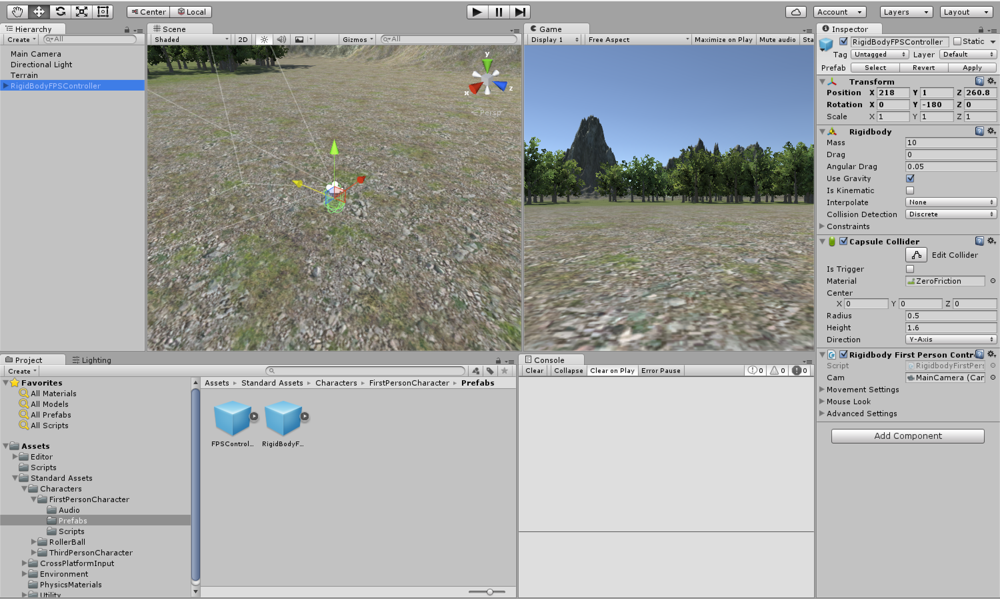 Center Local Account Layers Layout
Hierarchy
Create All
Main Camera
Directional Light
Terrain
RigidBodyFPSController
Scene
Shaded 2D Gizmos All
y
x z
Persp
Game
Display 1 Free Aspect Maximize on Play Mute audio Sta
Inspector
RigidBodyFPSController Static
Tag Untagged Layer Default
Prefab Select Revert Apply
Transform
Position X 218 Y 1 Z 260.8
Rotation X 0 Y -180 Z 0
Scale X 1 Y 1 Z 1
Rigidbody
Mass 10
Drag 0
Angular Drag 0.05
Use Gravity
Is Kinematic
Interpolate None
Collision Detection Discrete
Constraints
Capsule Collider
Edit Collider
Is Trigger
Material ZeroFriction
Center
X 0 Y 0 Z 0
Radius 0.5
Height 1.6
Direction Y-Axis
Rigidbody First Person Contr
Script RigidbodyFirstPers
Cam MainCamera (Car
Movement Settings
Mouse Look
Advanced Settings
Add Component
Project Lighting
Create
Favorites
All Materials
All Models
All Prefabs
All Scripts
Assets
Editor
Scripts
Standard Assets
Characters
FirstPersonCharacter
Audio
Prefabs
Scripts
RollerBall
ThirdPersonCharacter
CrossPlatformInput
Environment
PhysicsMaterials
Utility
Assets Standard Assets Characters FirstPersonCharacter Prefabs
FPSControl... RigidBodyF...
Console
Clear Collapse Clear on Play Error Pause 0 0 0